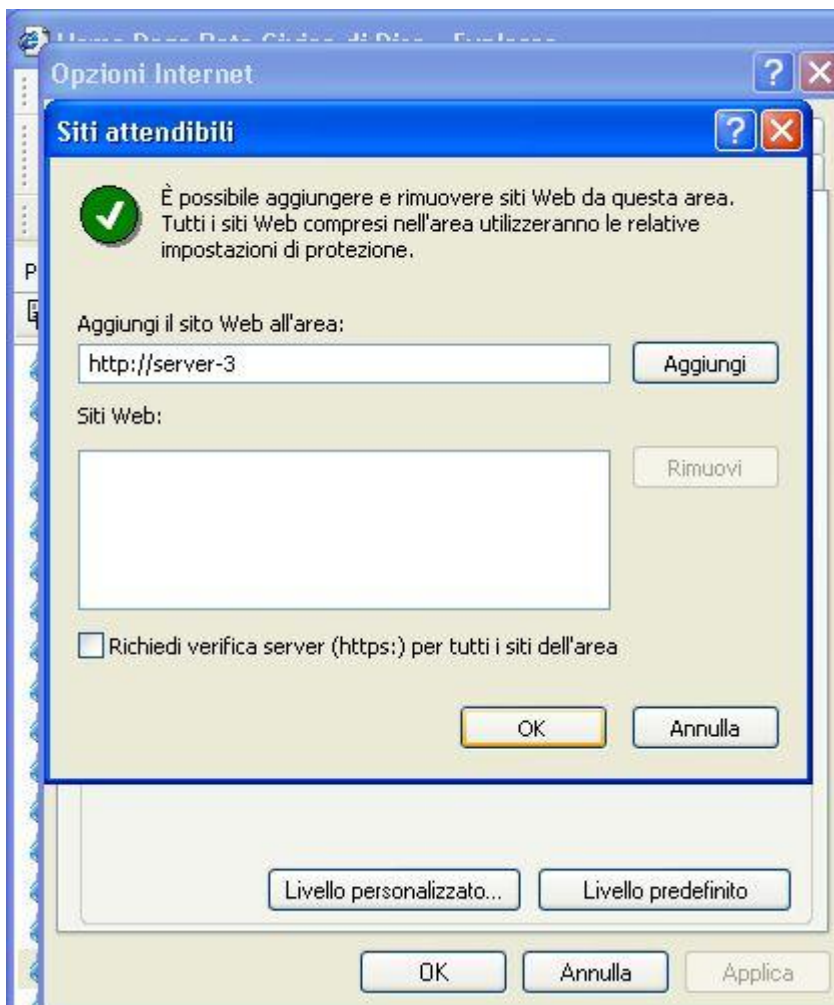 Opzioni Internet
Siti attendibili
È possibile aggiungere e rimuovere siti Web da questa area.
Tutti i siti Web compresi nell'area utilizzeranno le relative
impostazioni di protezione.
P
Aggiungi il sito Web all'area:
http://server-3
Aggiungi
Siti Web:
Rimuovi
Richiedi verifica server (https:) per tutti i siti dell'area
OK
Annulla
Livello personalizzato...
Livello predefinito
OK
Annulla
Applica